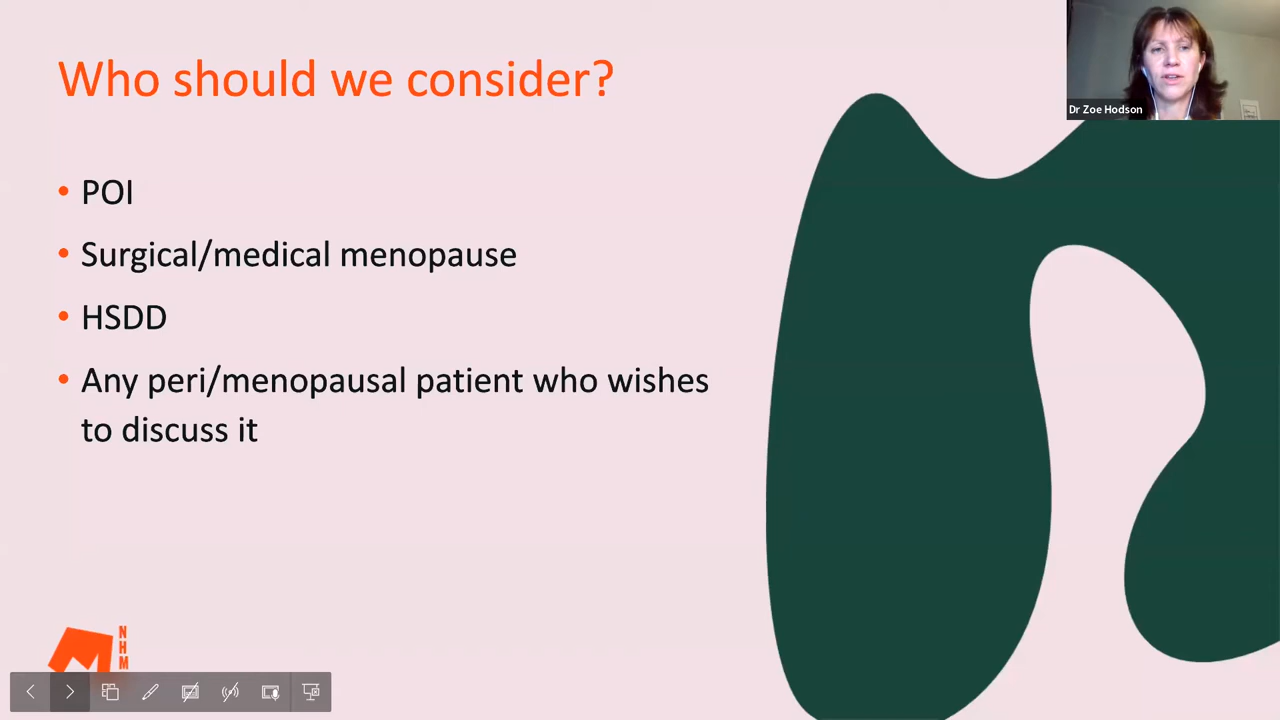 Who should we consider?
Dr Zoe Hodson
• POI
• Surgical/medical menopause
• HSDD
• Any peri/menopausal patient who wishes
to discuss it
NHM